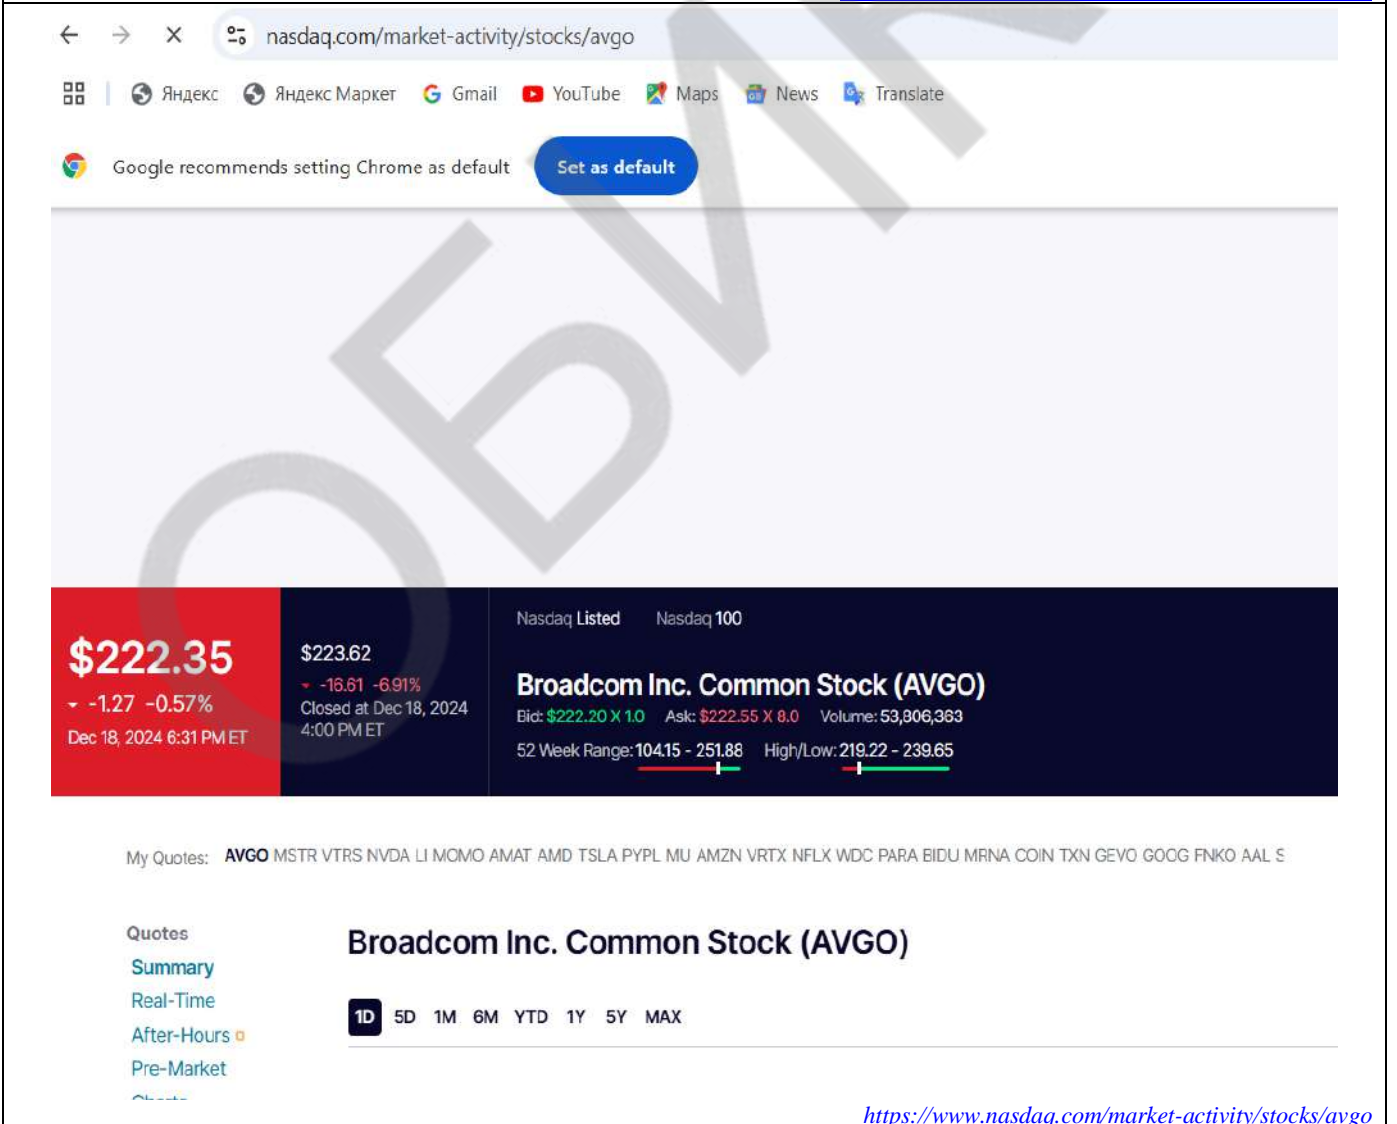 nasdaq.com/market-activity/stocks/avgo
Яндекс Яндекс Маркет Gmail YouTube Maps News Translate
Google recommends setting Chrome as default Set as default
ОБИ
$222.35
-1.27 -0.57%
Dec 18, 2024 6:31 PM ET
$223.62
-16.61 -6.91%
Closed at Dec 18, 2024
4:00 PM ET
Nasdaq Listed Nasdaq 100
Broadcom Inc. Common Stock (AVGO)
Bid: $222.20 X 1.0 Ask: $222.55 X 8.0 Volume: 53,806,363
52 Week Range: 104.15 - 251.88 High/Low: 219.22 - 239.65
My Quotes: AVGO MSTR VTRS NVDA LI MOMO AMAT AMD TSLA PYPL MU AMZN VRTX NFLX WDC PARA BIDU MRNA COIN TXN GEVO GOOG FNKO AAL S
Quotes
Summary
Real-Time
After-Hours
Pre-Market
Broadcom Inc. Common Stock (AVGO)
1D 5D 1M 6M YTD 1Y 5Y MAX
https://www.nasdaq.com/market-activity/stocks/avgo